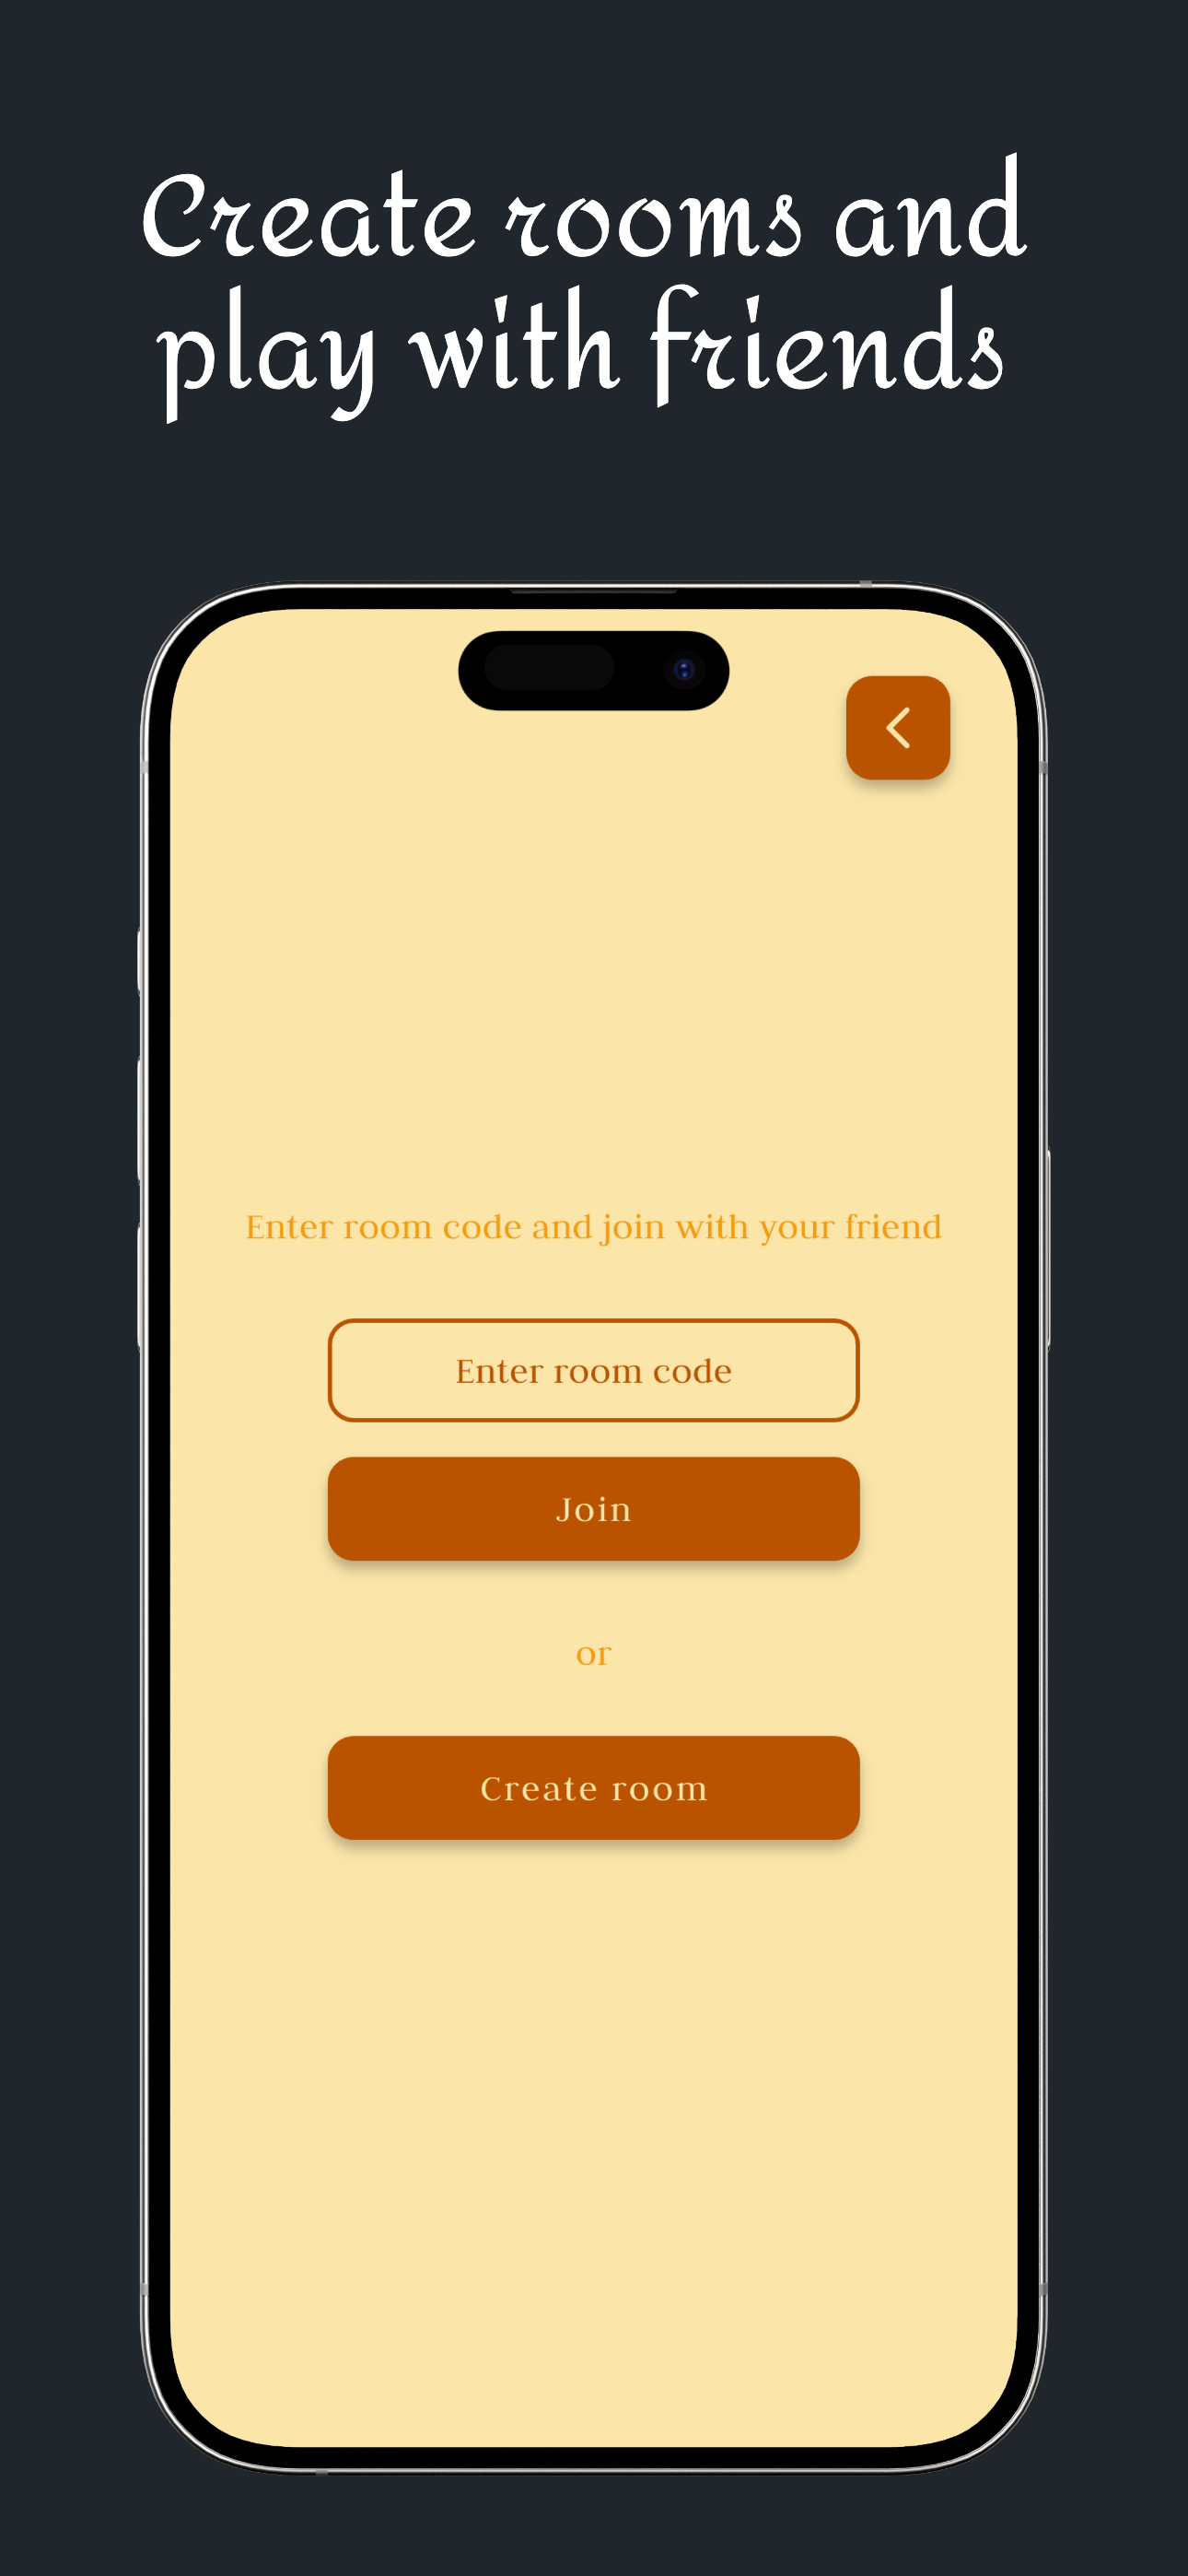 Create rooms and
play with friends
Enter room code and join with your friend
Enter room code
Join
or
Create room